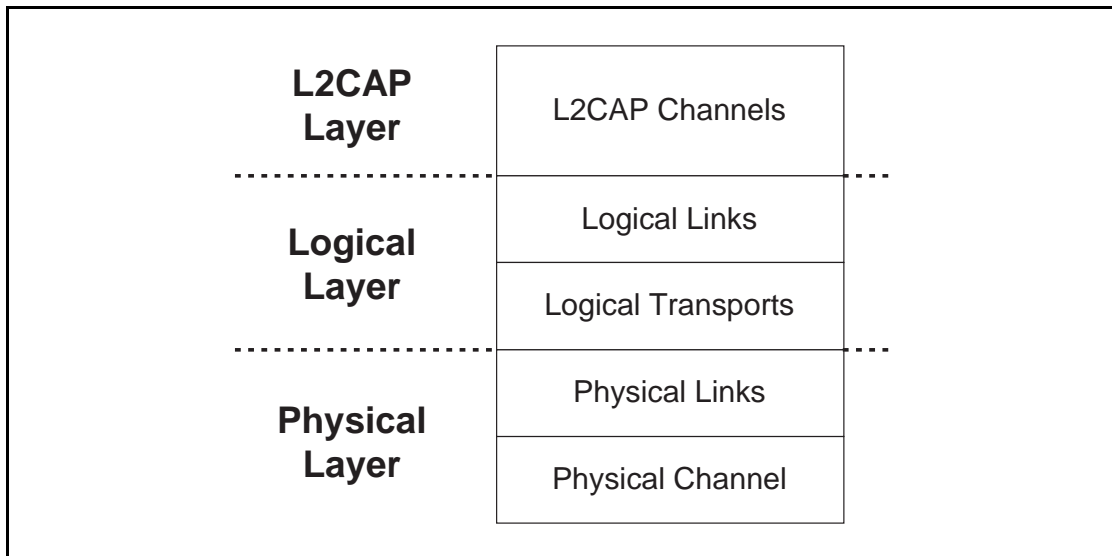 L2CAP
Layer
L2CAP Channels
Logical
Layer
Logical Links
Logical Transports
Physical
Layer
Physical Links
Physical Channel